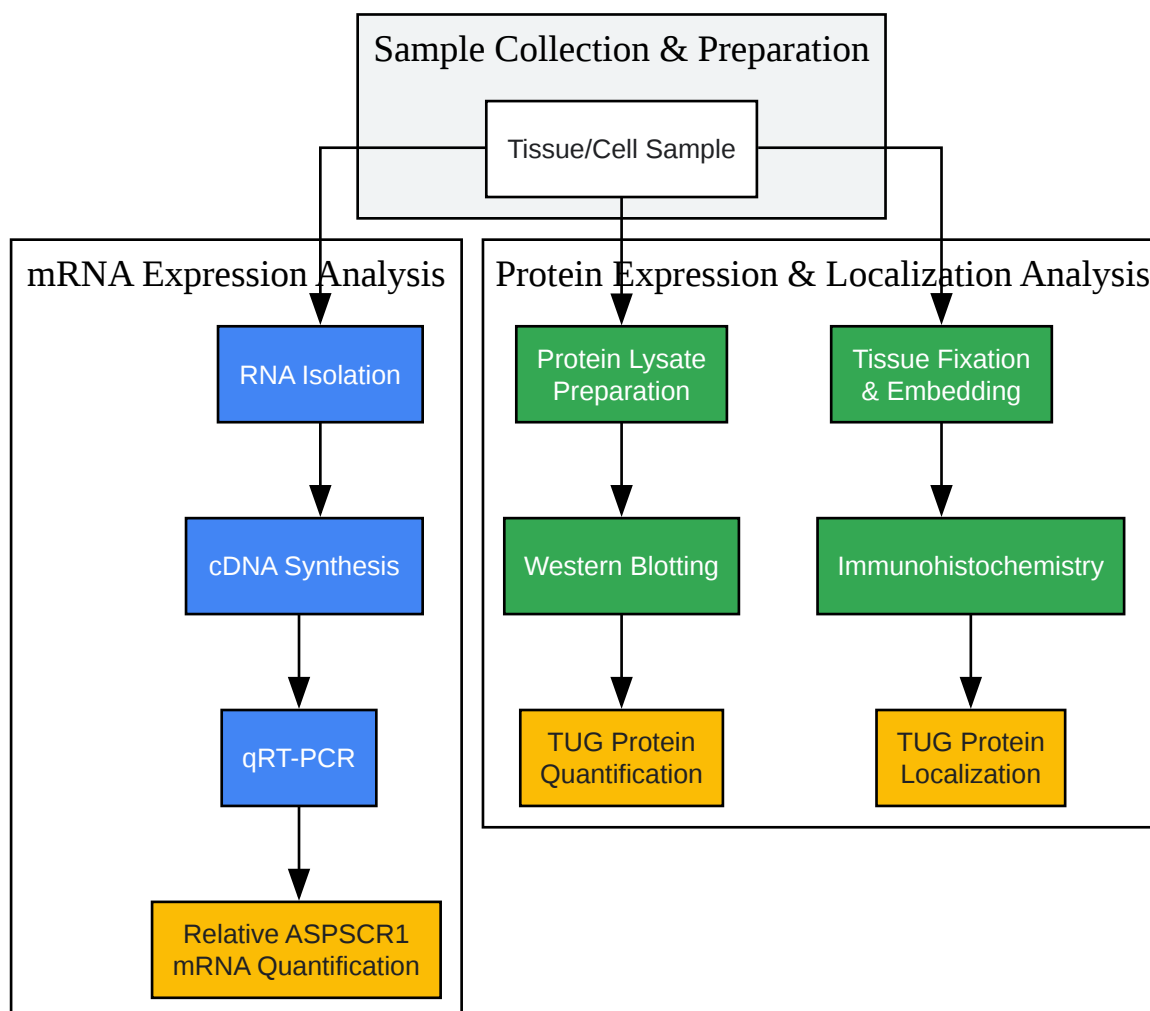 Sample Collection & Preparation
Tissue/Cell Sample
mRNA Expression Analysis
RNA Isolation
cDNA Synthesis
qRT-PCR
Relative ASPSCR1
mRNA Quantification
Protein Expression & Localization Analysis
Protein Lysate
Preparation
Western Blotting
TUG Protein
Quantification
Tissue Fixation
& Embedding
Immunohistochemistry
TUG Protein
Localization